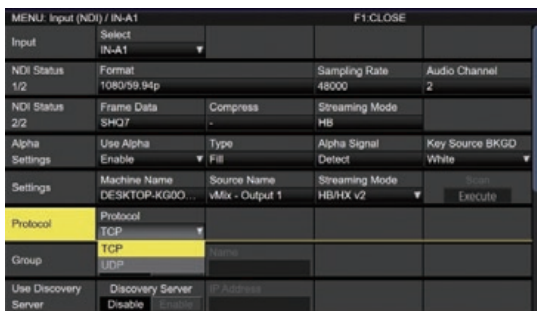 MENU: Input (NDI) / IN-A1 F1:CLOSE
Input Select
IN-A1
NDI Status Format Sampling Rate Audio Channel
1/2 1080/59.94p 48000 2
NDI Status Frame Data Compress Streaming Mode
2/2 SHQ7 - HB
Alpha Use Alpha Type Alpha Signal Key Source BKGD
Settings Enable Fill Detect White
Settings Machine Name Source Name Streaming Mode Scan
DESKTOP-KG0O... vMix - Output 1 HB/HX v2 Execute
Protocol Protocol
TCP
TCP
Group UDP Name
Use Discovery Discovery Server IP Address
Server Disable Enable